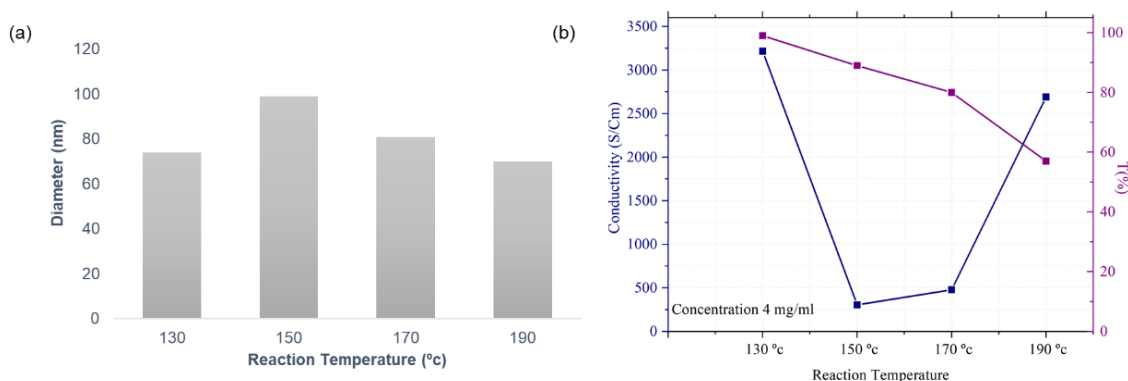 (a)
120
100
80
60
40
20
0
Diameter (nm)
130 150 170 190
Reaction Temperature (ºc)
(b)
3500
3000
2500
2000
1500
1000
500
0
Conductivity (S/Cm)
100
80
60
40
20
0
T(%)
Concentration 4 mg/ml
130 ºc 150 ºc 170 ºc 190 ºc
Reaction Temperature